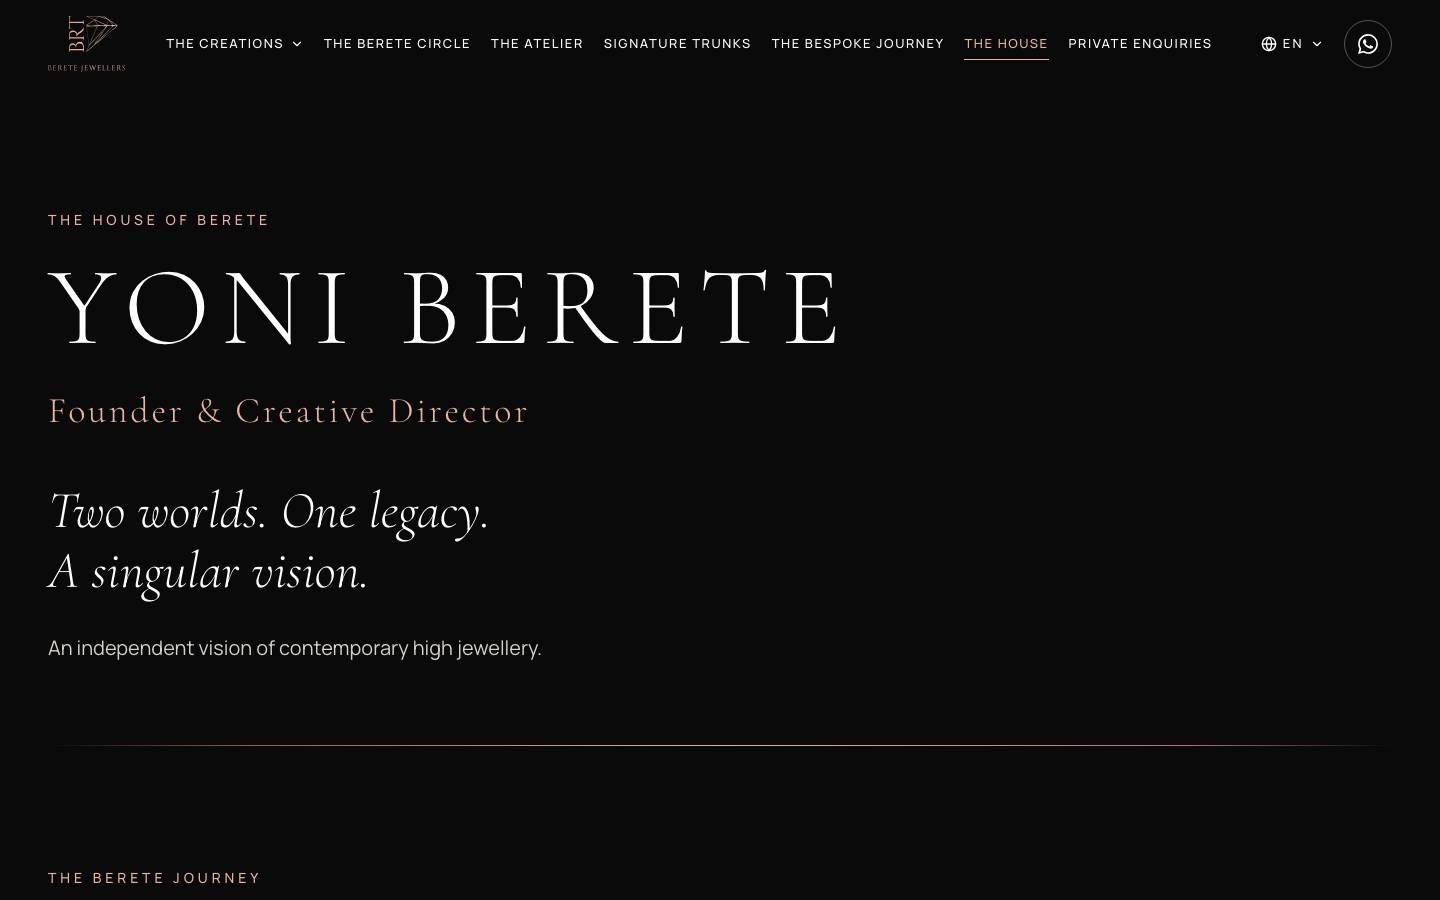 BRT
BERETE JEWELLERS
THE CREATIONS
THE BERETE CIRCLE
THE ATELIER
SIGNATURE TRUNKS
THE BESPOKE JOURNEY
THE HOUSE
PRIVATE ENQUIRIES
EN
THE HOUSE OF BERETE
YONI BERETE
Founder & Creative Director
Two worlds. One legacy.
A singular vision.
An independent vision of contemporary high jewellery.
THE BERETE JOURNEY